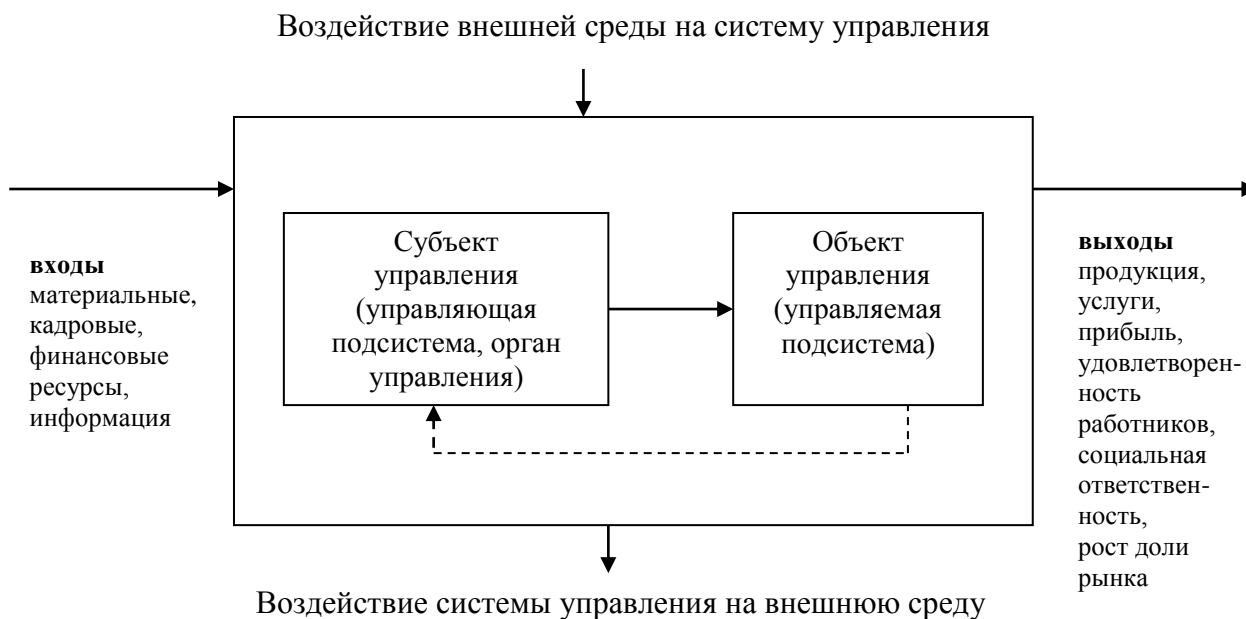 Воздействие внешней среды на систему управления
входы
материальные,
кадровые,
финансовые
ресурсы,
информация
Субъект
управления
(управляющая
подсистема, орган
управления)
Объект
управления
(управляемая
подсистема)
выходы
продукция,
услуги,
прибыль,
удовлетворен-
ность
работников,
социальная
ответствен-
ность,
рост доли
рынка
Воздействие системы управления на внешнюю среду